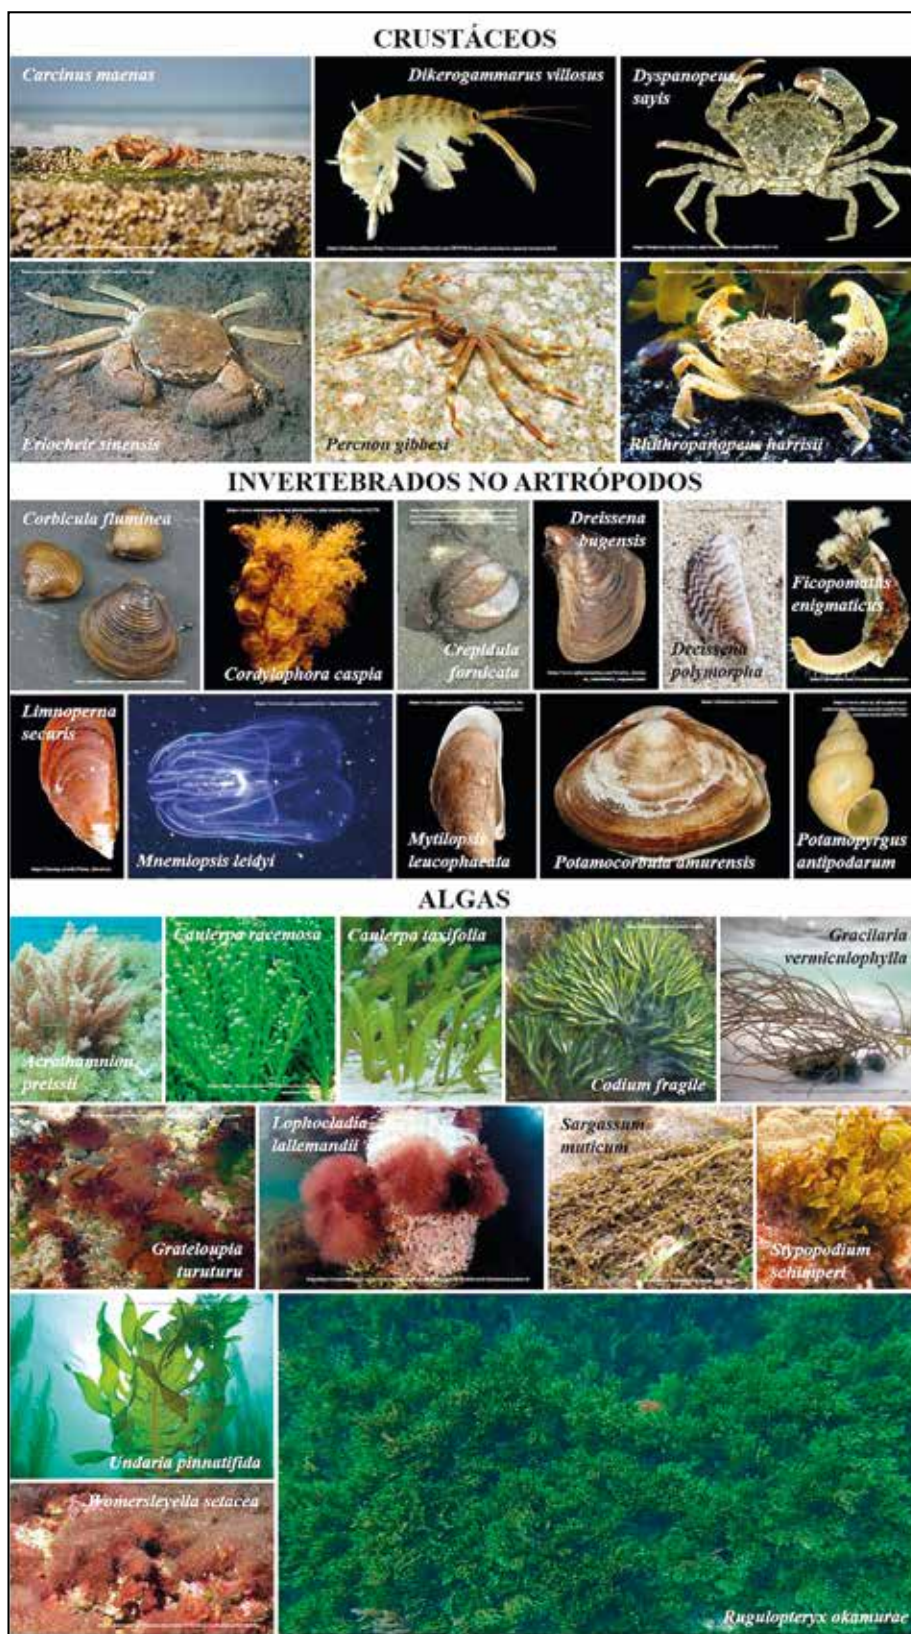 CRUSTÁCEOS
Carcinus maenas
Dikerogammarus villosus
Dyspanopeus
sayis
Eriocheir sinensis
Percnon gibbesi
Rhithropanopeus harrisii
INVERTEBRADOS NO ARTRÓPODOS
Corbicula fluminea
Cordylophora caspia
Crepidula
fornicata
Dreissena
bugensis
Dreissena
polymorpha
Ficopomatus
enigmaticus
Limnoperna
securis
Mnemiopsis leidyi
Mytilopsis
leucophaeata
Potamocorbula amurensis
Potamopyrgus
antipodarum
ALGAS
Acrothamnion
preissii
Caulerpa racemosa
Caulerpa taxifolia
Codium fragile
Gracilaria
vermiculophylla
Grateloupia
turuturu
Lophocladia
lallemandii
Sargassum
muticum
Stypopodium
schimperi
Undaria pinnatifida
Womersleyella setacea
Rugulopteryx okamurae